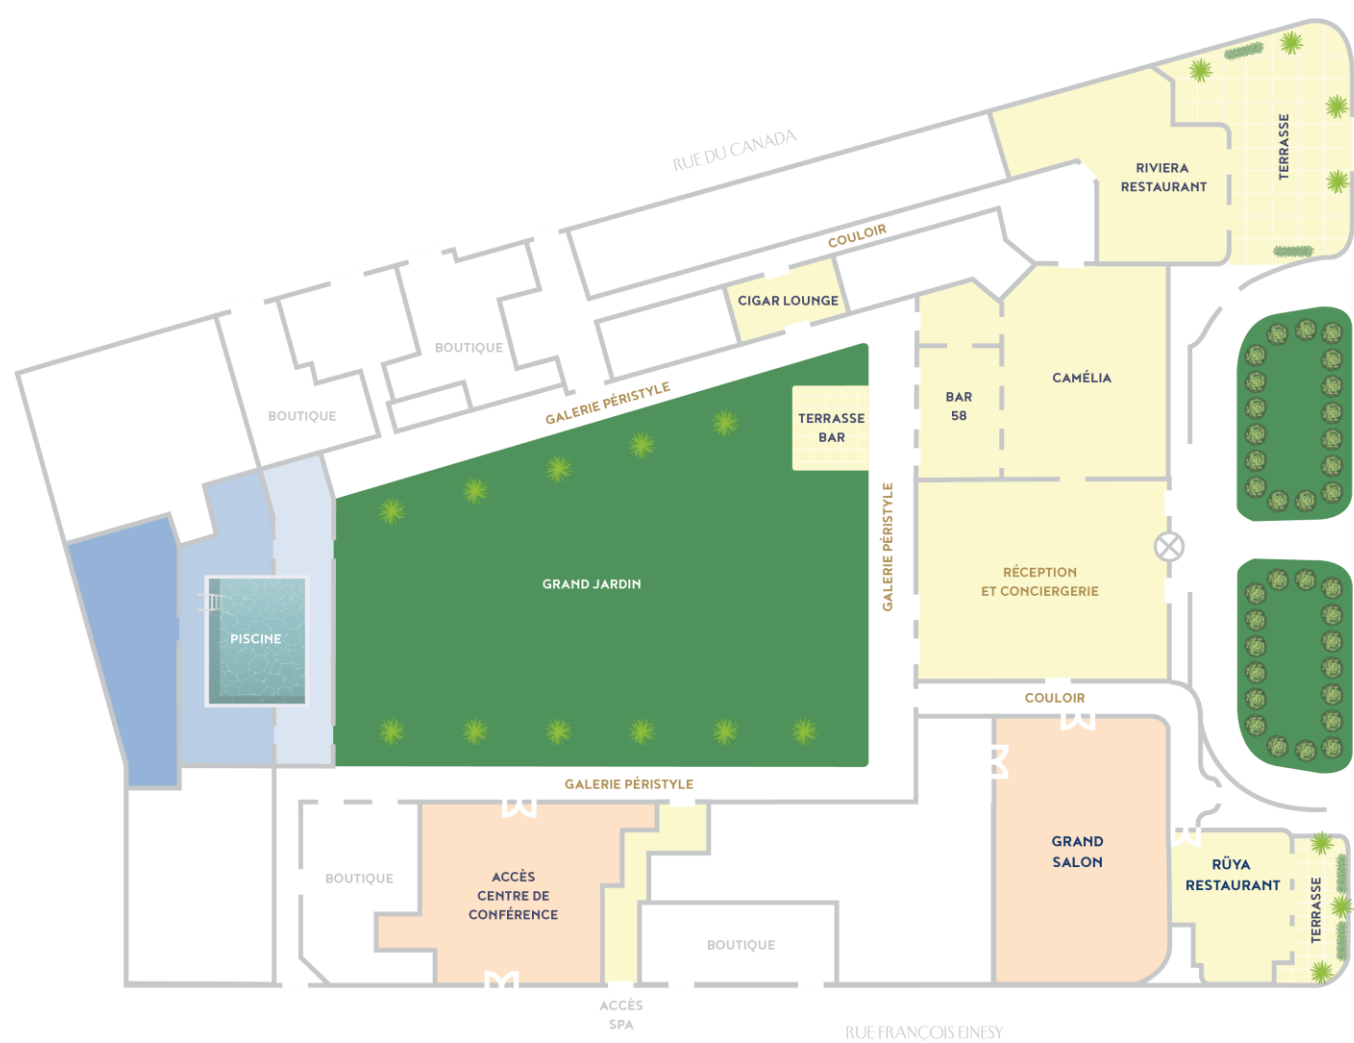 RUE DU CANADA
TERRASSE
RIVIERA
RESTAURANT
COULOIR
CIGAR LOUNGE
BOUTIQUE
CAMÉLIA
BAR
58
GALERIE PÉRISTYLE
BOUTIQUE
TERRASSE
BAR
GALERIE PÉRISTYLE
GRAND JARDIN
RÉCEPTION
ET CONCIERGERIE
PISCINE
COULOIR
GALERIE PÉRISTYLE
GRAND
SALON
RÜYA
RESTAURANT
TERRASSE
BOUTIQUE
ACCÈS
CENTRE DE
CONFÉRENCE
BOUTIQUE
ACCÈS
SPA
RUE FRANÇOIS EINESY